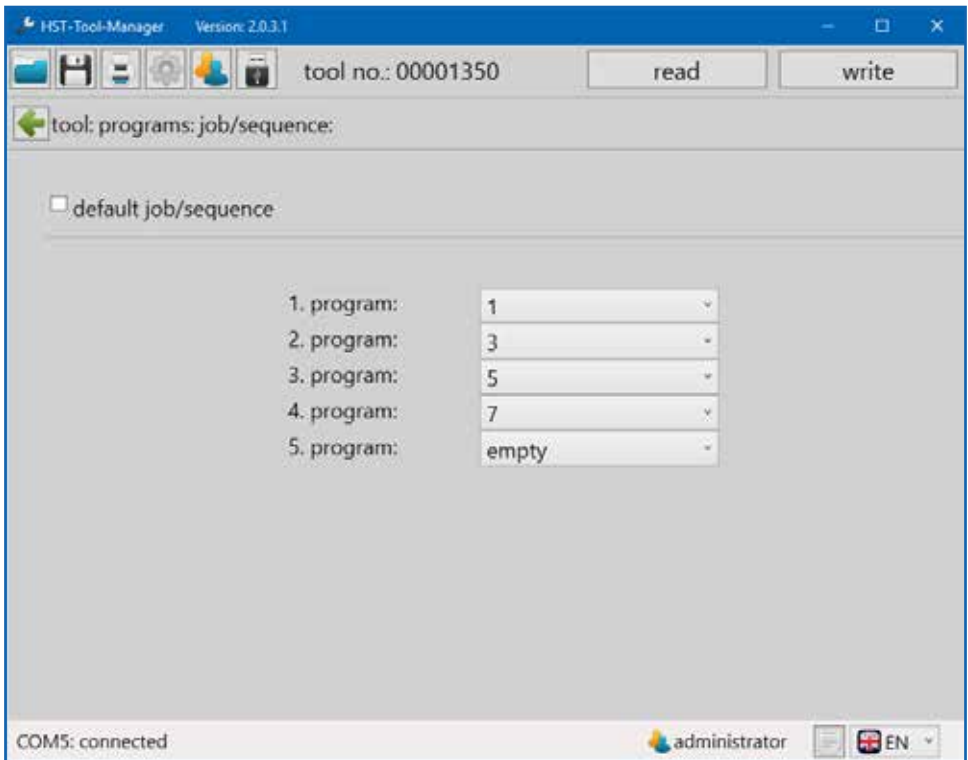 HST-Tool-Manager Version: 2.0.3.1
tool no.: 00001350 read write
tool: programs: job/sequence:
default job/sequence
1. program: 1
2. program: 3
3. program: 5
4. program: 7
5. program: empty
COM5: connected administrator EN